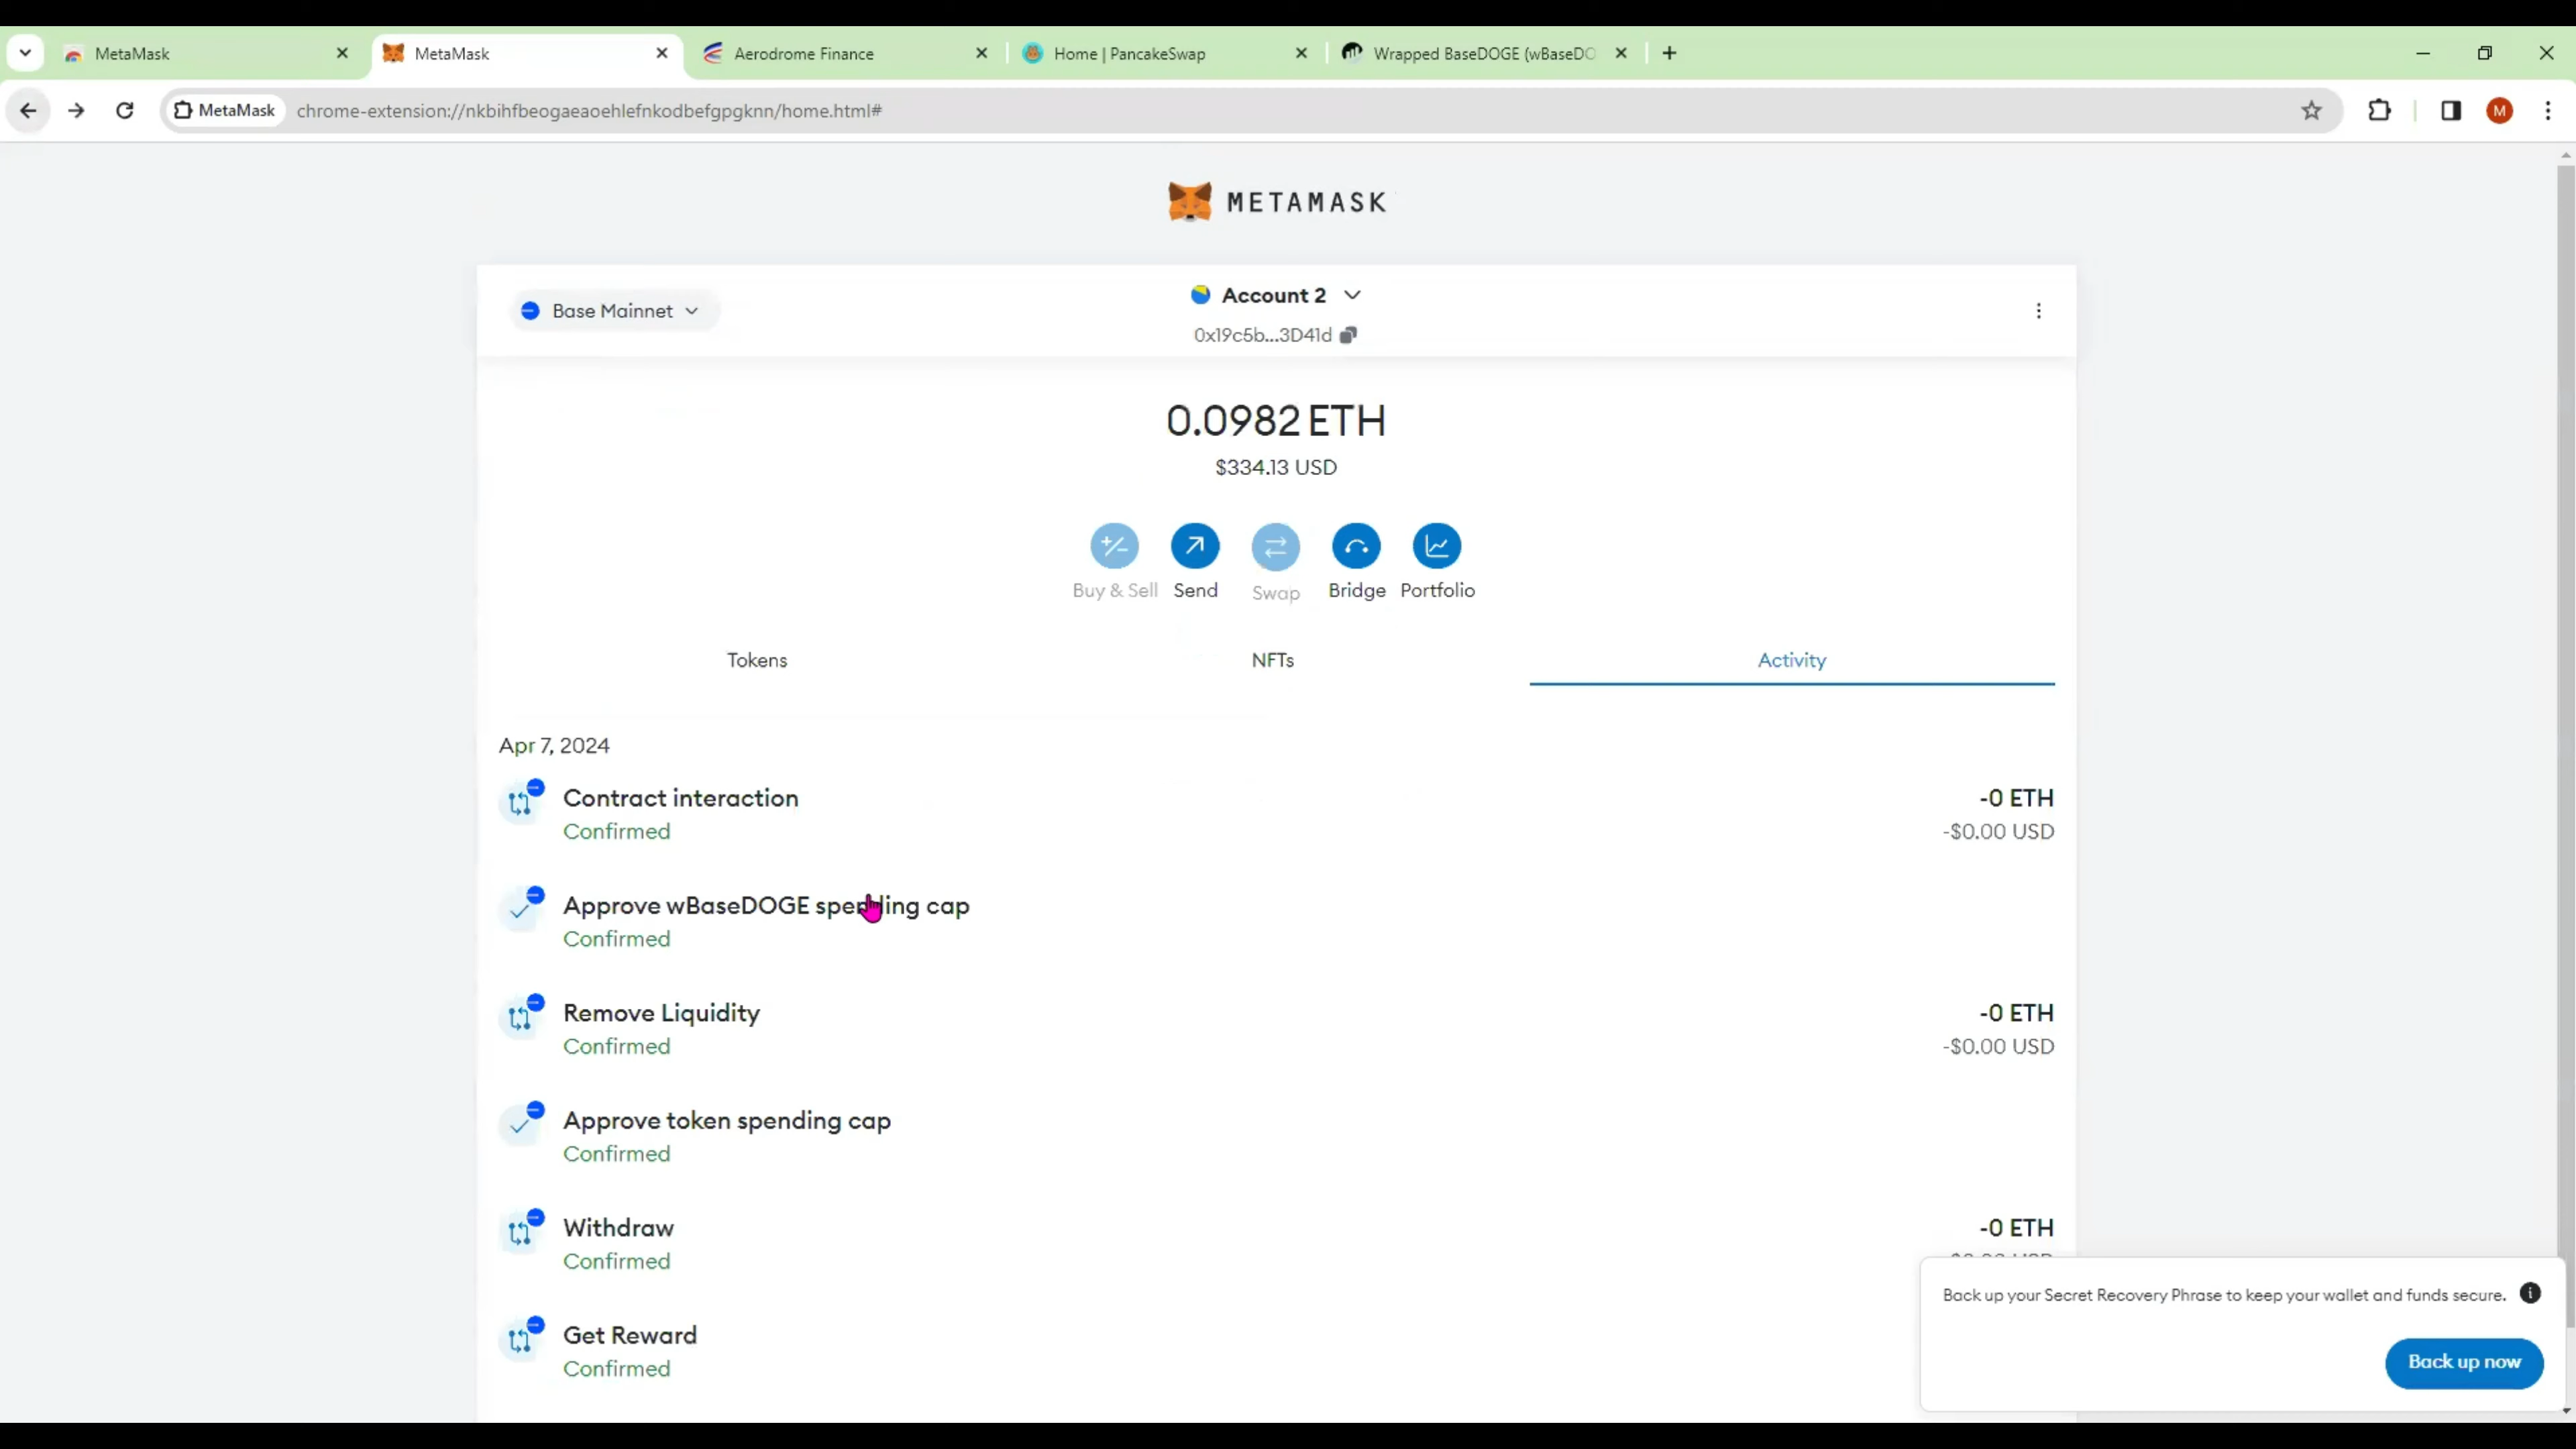 MetaMask
MetaMask
Aerodrome Finance
Home | PancakeSwap
Wrapped BaseDOGE (wBaseDO
MetaMask
chrome-extension://nkbihfbeogaeaoehlefnkodbefgpgknn/home.html#
M
METAMASK
Base Mainnet
Account 2
0x19c5b...3D41d
0.0982 ETH
$334.13 USD
Buy & Sell
Send
Swap
Bridge
Portfolio
Tokens
NFTs
Activity
Apr 7, 2024
Contract interaction
-0 ETH
Confirmed
-$0.00 USD
Approve wBaseDOGE spending cap
Confirmed
Remove Liquidity
-0 ETH
Confirmed
-$0.00 USD
Approve token spending cap
Confirmed
Withdraw
-0 ETH
Confirmed
Get Reward
Confirmed
Back up your Secret Recovery Phrase to keep your wallet and funds secure.
Back up now